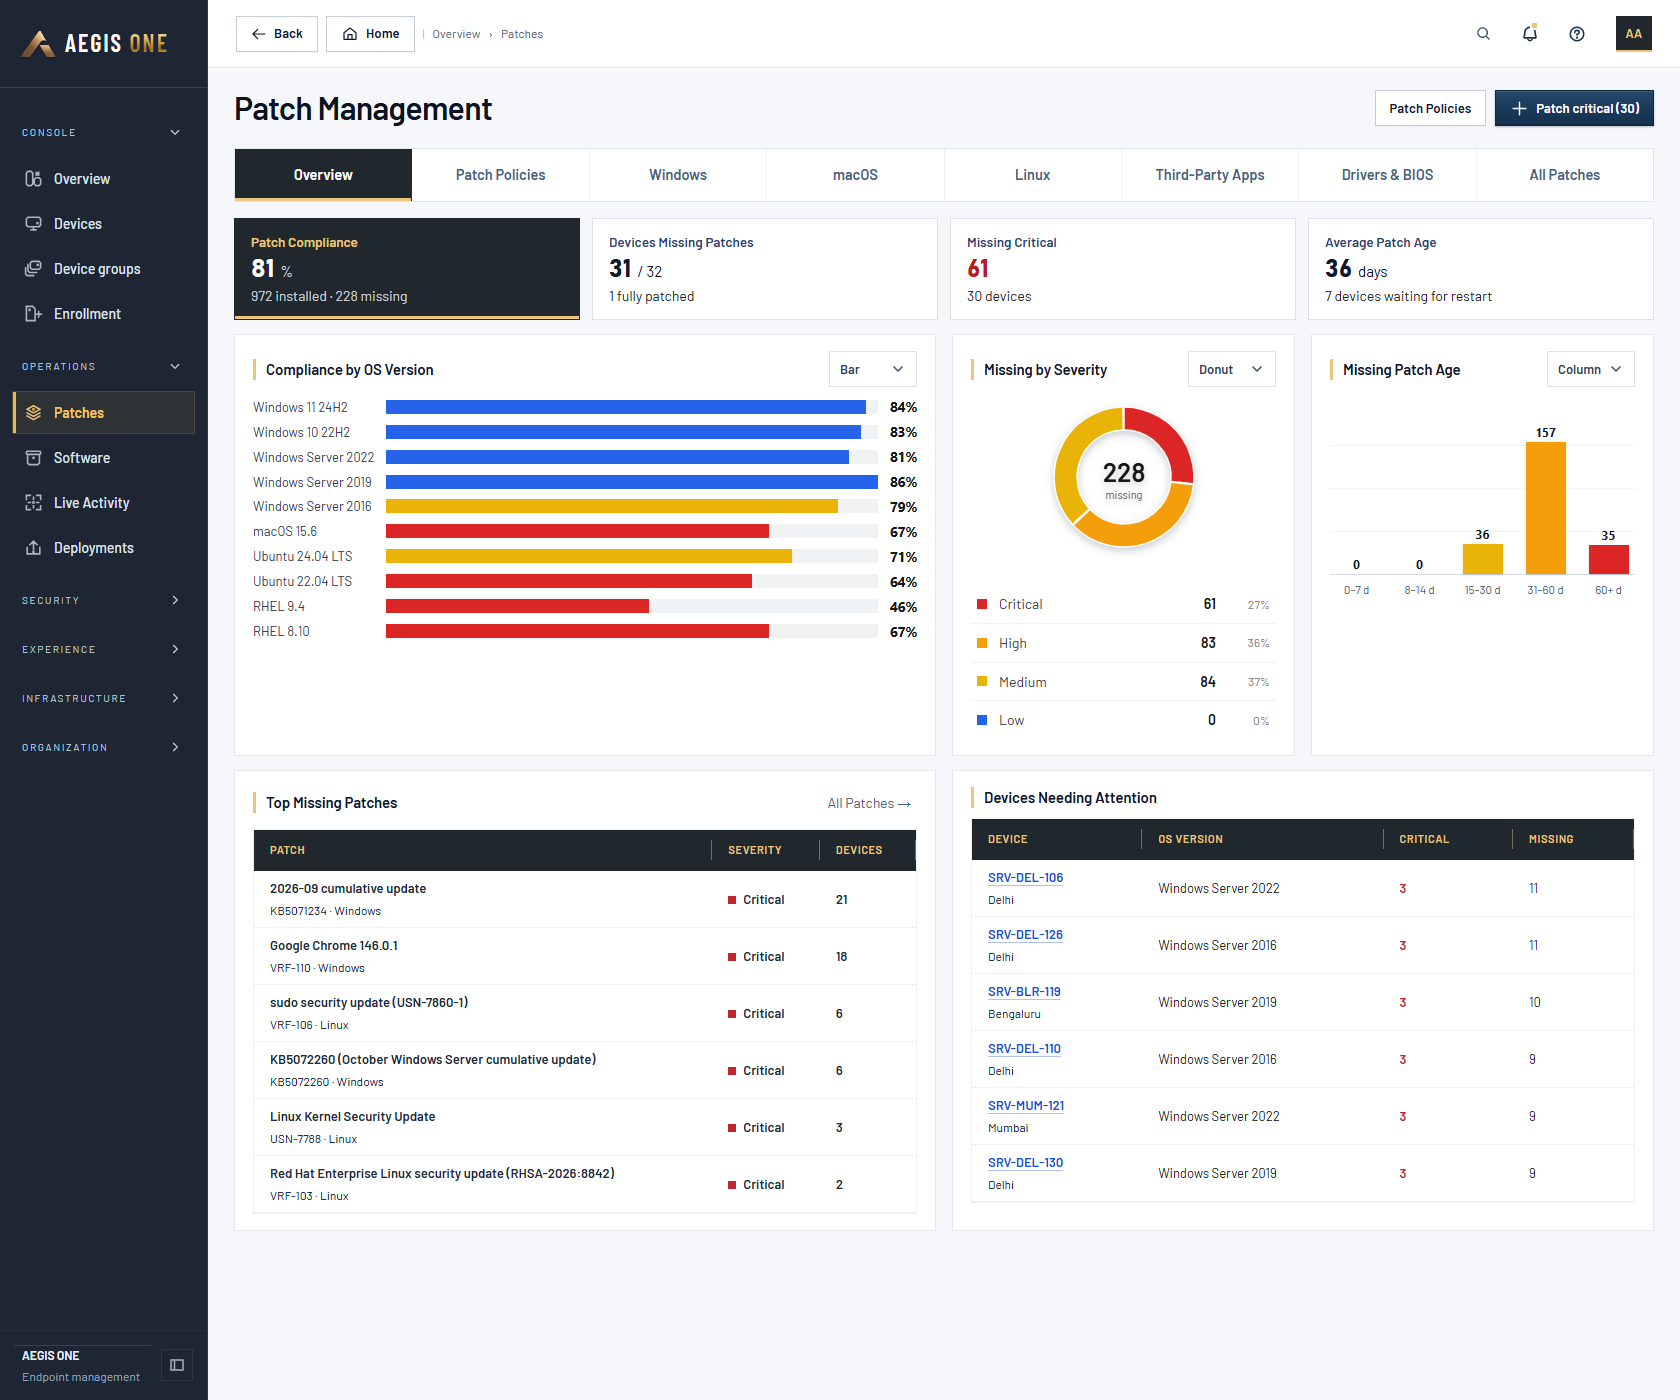 AEGIS ONE
Back
Home
Overview › Patches
AA
CONSOLE
Overview
Devices
Device groups
Enrollment
OPERATIONS
Patches
Software
Live Activity
Deployments
SECURITY
EXPERIENCE
INFRASTRUCTURE
ORGANIZATION
AEGIS ONE
Endpoint management
Patch Management
Patch Policies
Patch critical (30)
Overview
Patch Policies
Windows
macOS
Linux
Third-Party Apps
Drivers & BIOS
All Patches
Patch Compliance
81 %
972 installed · 228 missing
Devices Missing Patches
31 / 32
1 fully patched
Missing Critical
61
30 devices
Average Patch Age
36 days
7 devices waiting for restart
Compliance by OS Version
Bar
Windows 11 24H2 84%
Windows 10 22H2 83%
Windows Server 2022 81%
Windows Server 2019 86%
Windows Server 2016 79%
macOS 15.6 67%
Ubuntu 24.04 LTS 71%
Ubuntu 22.04 LTS 64%
RHEL 9.4 46%
RHEL 8.10 67%
Missing by Severity
Donut
228
missing
Critical 61 27%
High 83 36%
Medium 84 37%
Low 0 0%
Missing Patch Age
Column
0 0 36 157 35
0–7 d 8–14 d 15–30 d 31–60 d 60+ d
Top Missing Patches
All Patches →
PATCH SEVERITY DEVICES
2026-09 cumulative update
KB5071234 · Windows
Critical 21
Google Chrome 146.0.1
VRF-110 · Windows
Critical 18
sudo security update (USN-7860-1)
VRF-106 · Linux
Critical 6
KB5072260 (October Windows Server cumulative update)
KB5072260 · Windows
Critical 6
Linux Kernel Security Update
USN-7788 · Linux
Critical 3
Red Hat Enterprise Linux security update (RHSA-2026:8842)
VRF-103 · Linux
Critical 2
Devices Needing Attention
DEVICE OS VERSION CRITICAL MISSING
SRV-DEL-106
Delhi
Windows Server 2022 3 11
SRV-DEL-126
Delhi
Windows Server 2016 3 11
SRV-BLR-119
Bengaluru
Windows Server 2019 3 10
SRV-DEL-110
Delhi
Windows Server 2016 3 9
SRV-MUM-121
Mumbai
Windows Server 2022 3 9
SRV-DEL-130
Delhi
Windows Server 2019 3 9